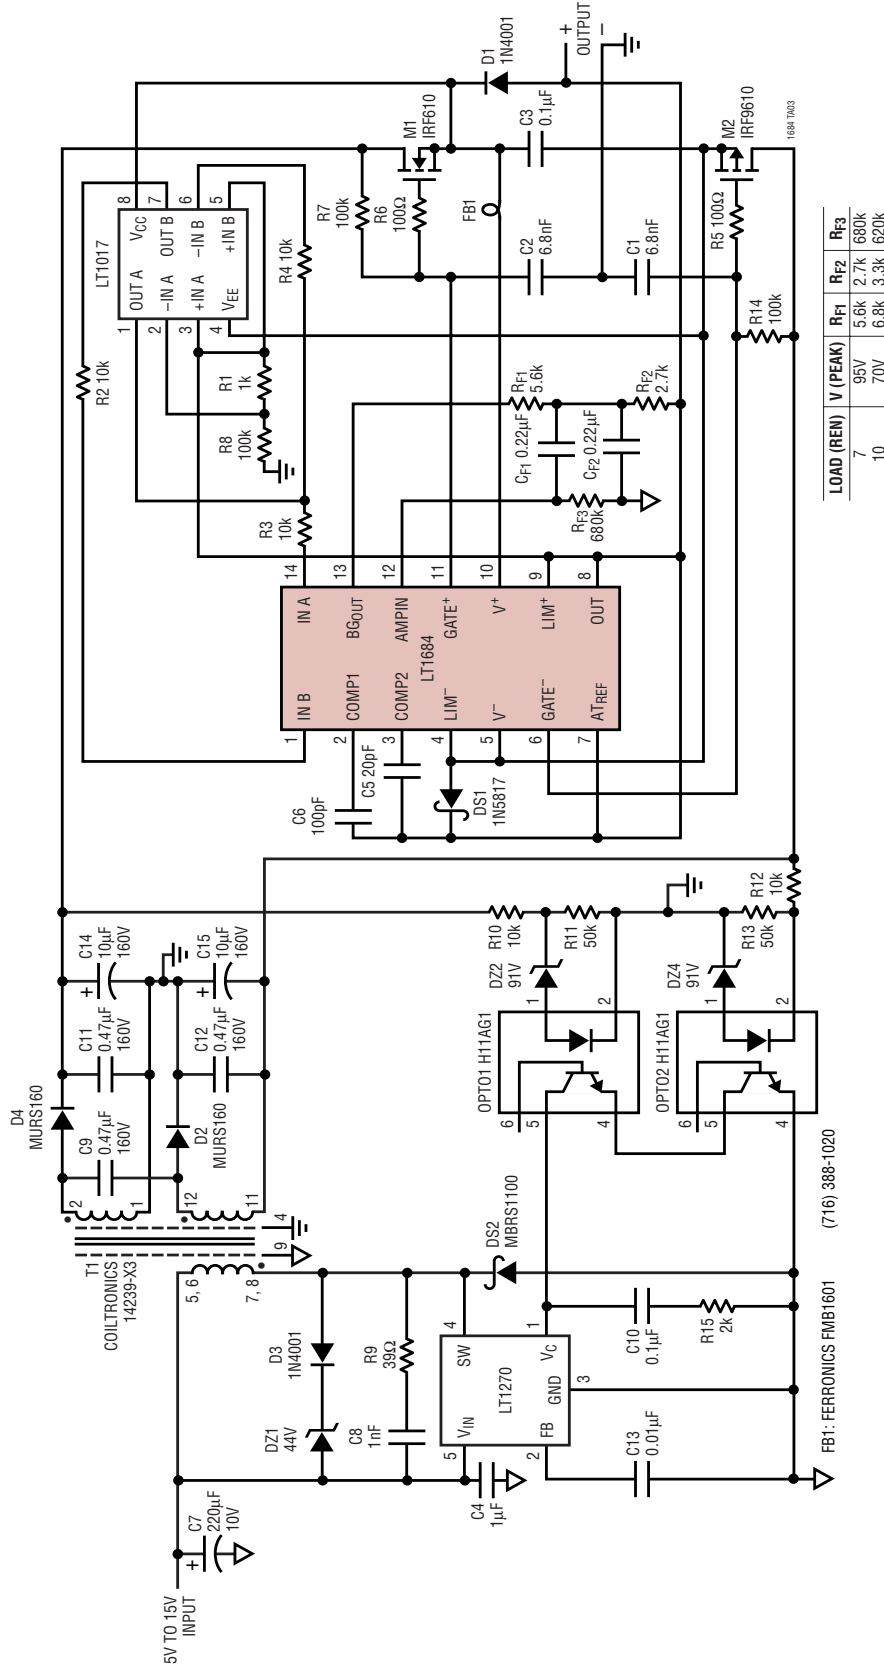 5V TO 15V
INPUT
C7
220µF
10V
T1
COILTRONICS
14239-X3
5, 6
7, 8
9
4
2
1
12
11
D4
MURS160
C9
0.47µF
160V
D2
MURS160
C11
0.47µF
160V
C12
0.47µF
160V
C14
10µF
160V
C15
10µF
160V
D3
1N4001
DZ1
44V
R9
39Ω
C8
1nF
C4
1µF
LT1270
VIN
SW
FB
GND
VC
5
4
2
3
1
DS2
MBRS1100
C13
0.01µF
C10
0.1µF
R15
2k
FB1: FERRONICS FMB1601
(716) 388-1020
OPTO1 H11AG1
6
5
4
1
2
OPTO2 H11AG1
6
5
4
1
2
DZ2
91V
DZ4
91V
R10
10k
R11
50k
R13
50k
R12
10k
C6
100pF
C5 20pF
DS1
1N5817
LT1684
1 IN B
2 COMP1
3 COMP2
4 LIM–
5 V–
6 GATE–
7 ATREF
IN A 14
BGOUT 13
AMPIN 12
GATE+ 11
V+ 10
LIM+ 9
OUT 8
R2 10k
R3
10k
R8
100k
R1
1k
R4 10k
LT1017
1 OUT A
2 –IN A
3 +IN A
4 VEE
VCC 8
OUT B 7
–IN B 6
+IN B 5
RF1
5.6k
CF1 0.22µF
CF2 0.22µF
RF2
2.7k
RF3
680k
R7
100k
R6
100Ω
M1
IRF610
FB1
C2
6.8nF
C1
6.8nF
C3
0.1µF
R5 100Ω
M2
IRF9610
R14
100k
D1
1N4001
+
OUTPUT
–
1684 TA03
LOAD (REN) V (PEAK) RF1 RF2 RF3
7 95V 5.6k 2.7k 680k
10 70V 6.8k 3.3k 620k